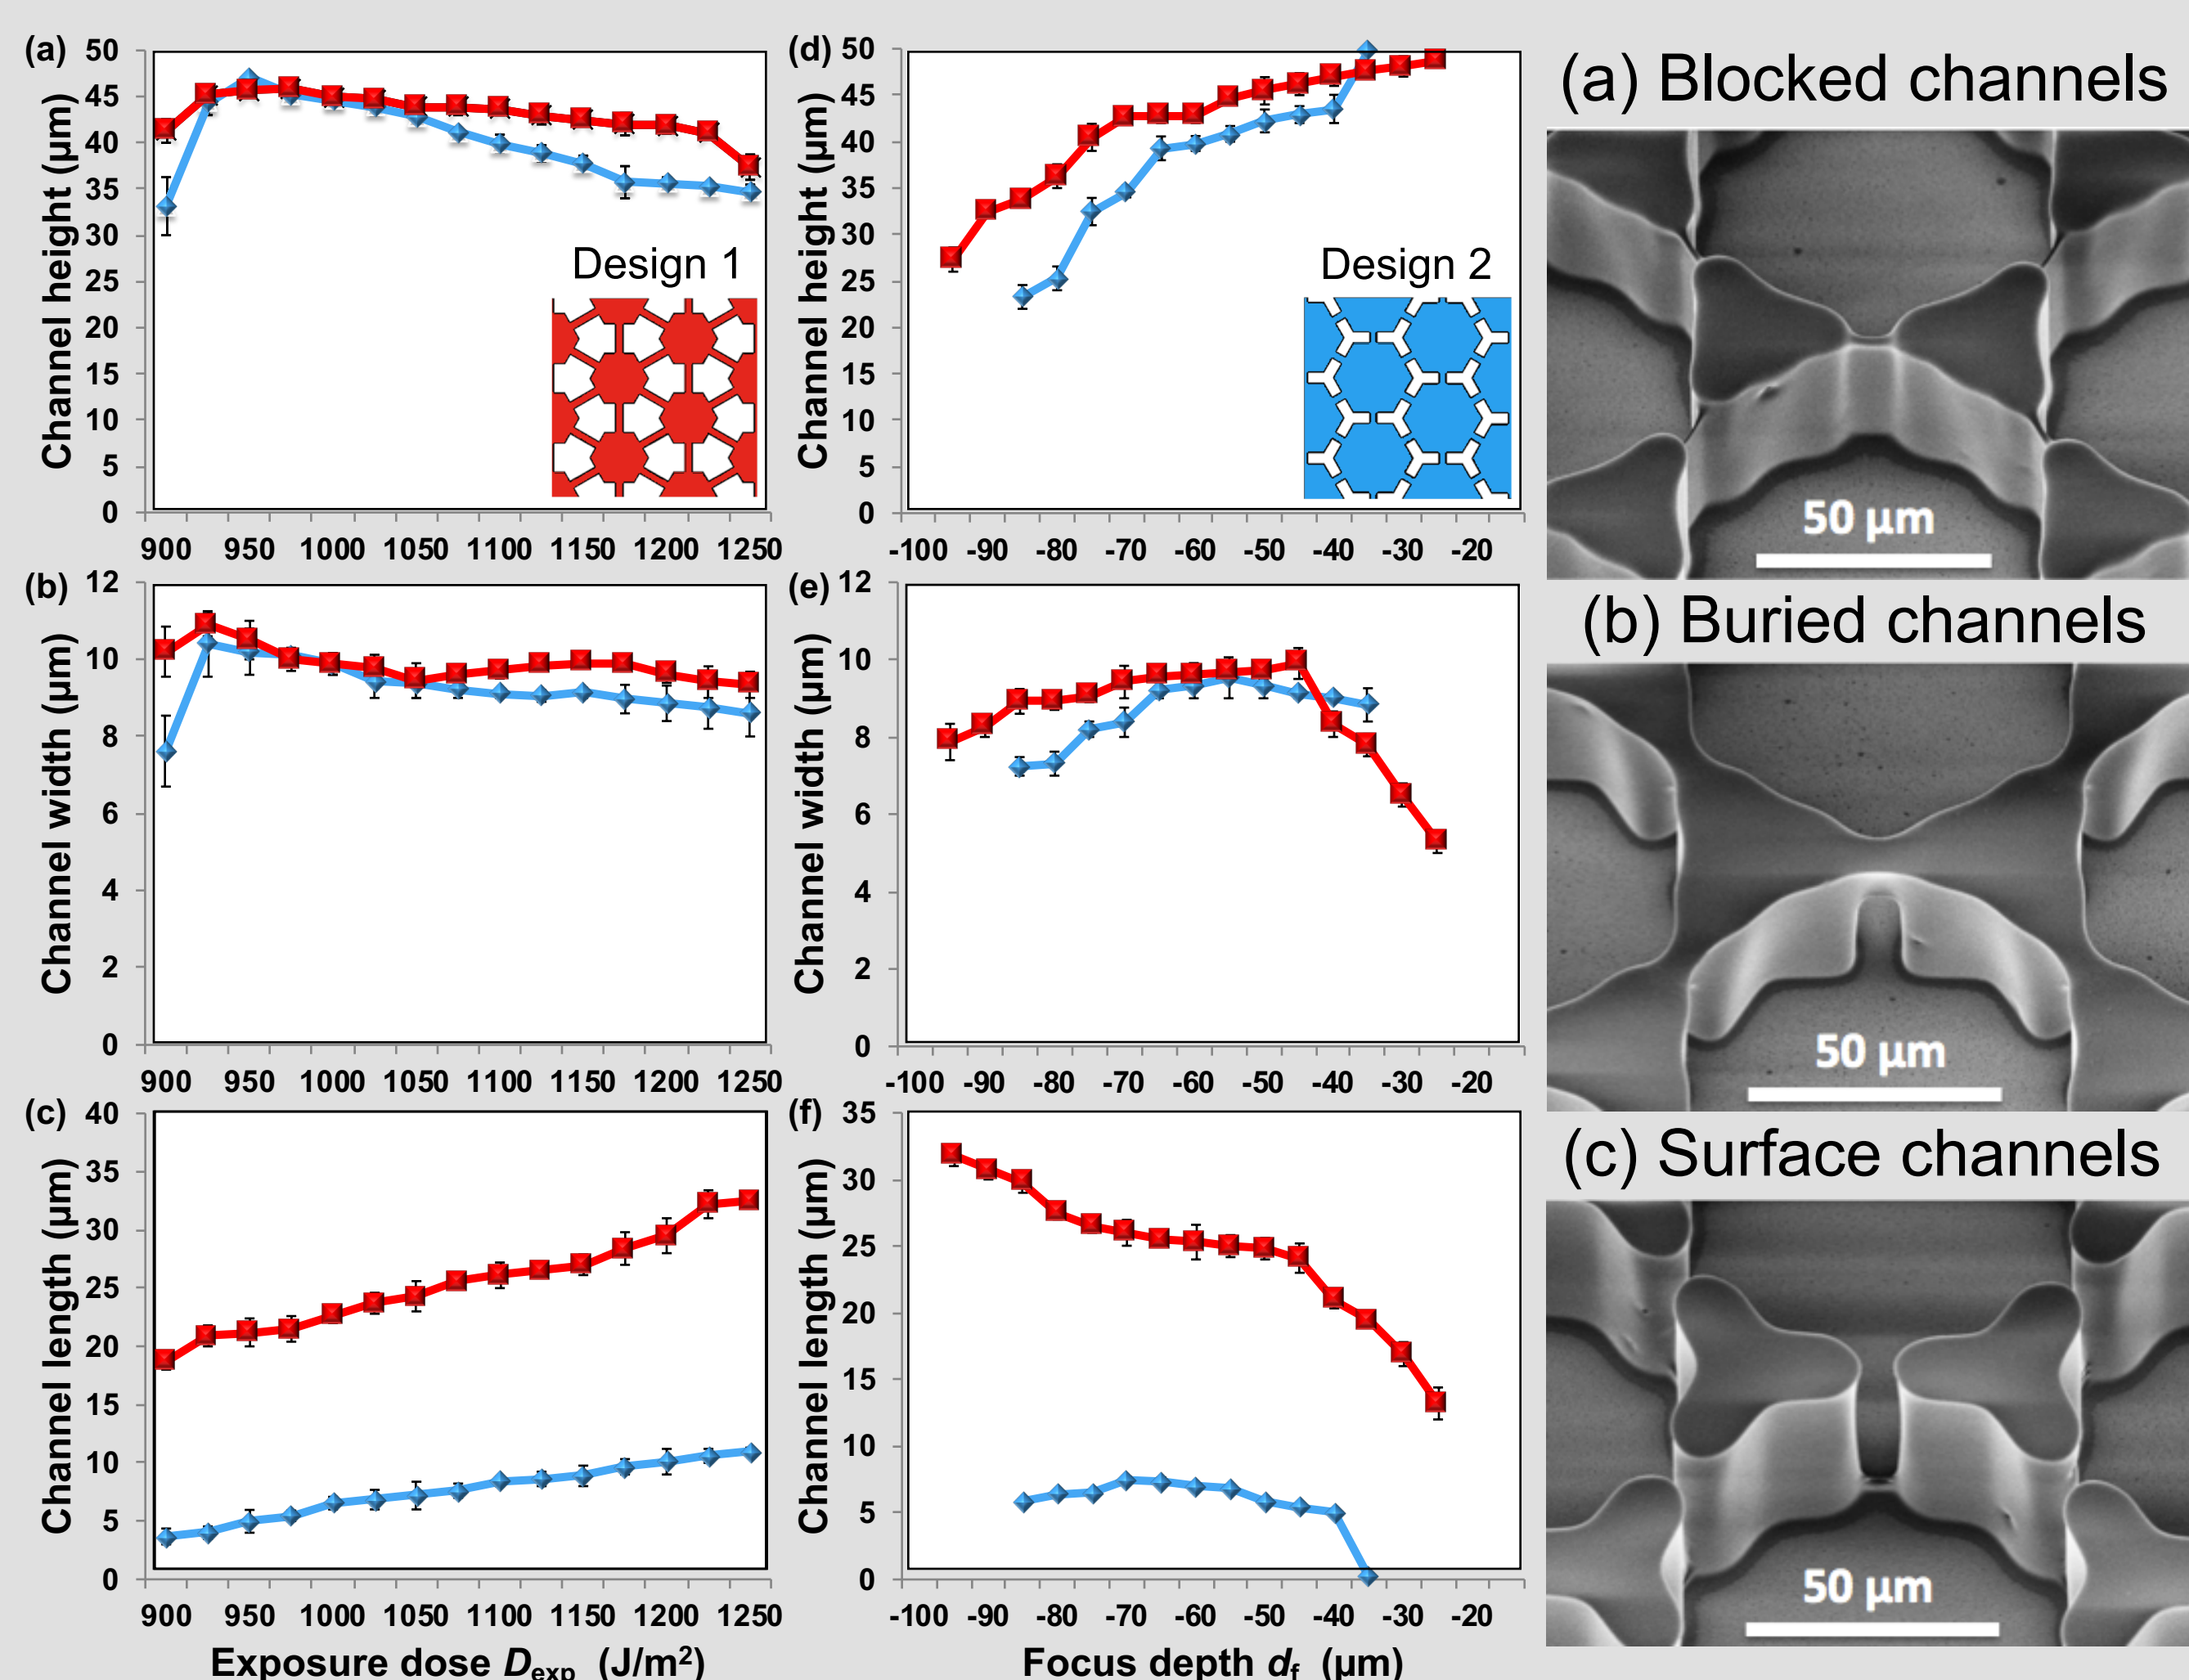 (a)
Channel height (µm)
50
45
40
35
30
25
20
15
10
5
0
Design 1
900 950 1000 1050 1100 1150 1200 1250
(b)
Channel width (µm)
12
10
8
6
4
2
0
900 950 1000 1050 1100 1150 1200 1250
(c)
Channel length (µm)
40
35
30
25
20
15
10
5
0
900 950 1000 1050 1100 1150 1200 1250
Exposure dose Dexp (J/m²)
(d)
Channel height (µm)
50
45
40
35
30
25
20
15
10
5
0
Design 2
-100 -90 -80 -70 -60 -50 -40 -30 -20
(e)
Channel width (µm)
12
10
8
6
4
2
0
-100 -90 -80 -70 -60 -50 -40 -30 -20
(f)
Channel length (µm)
35
30
25
20
15
10
5
0
-100 -90 -80 -70 -60 -50 -40 -30 -20
Focus depth df (µm)
(a) Blocked channels
50 µm
(b) Buried channels
50 µm
(c) Surface channels
50 µm